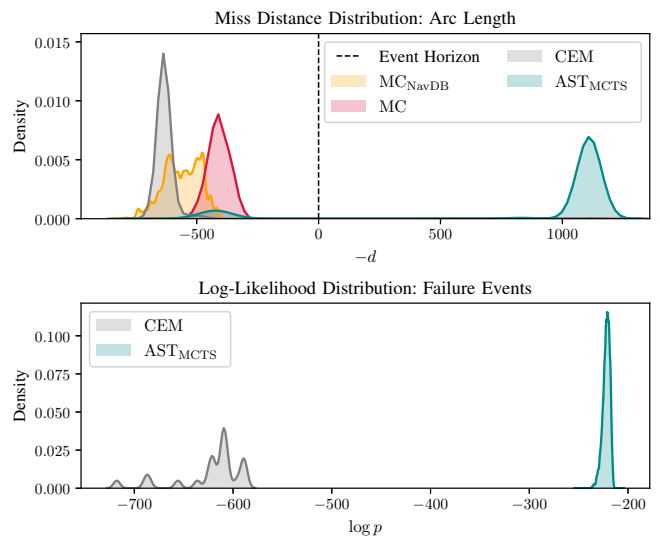 Miss Distance Distribution: Arc Length
Density
0.015
0.010
0.005
0.000
Event Horizon
MC_NavDB
MC
CEM
AST_MCTS
−500
0
500
1000
−d
Log-Likelihood Distribution: Failure Events
Density
0.100
0.075
0.050
0.025
0.000
CEM
AST_MCTS
−700
−600
−500
−400
−300
−200
log p